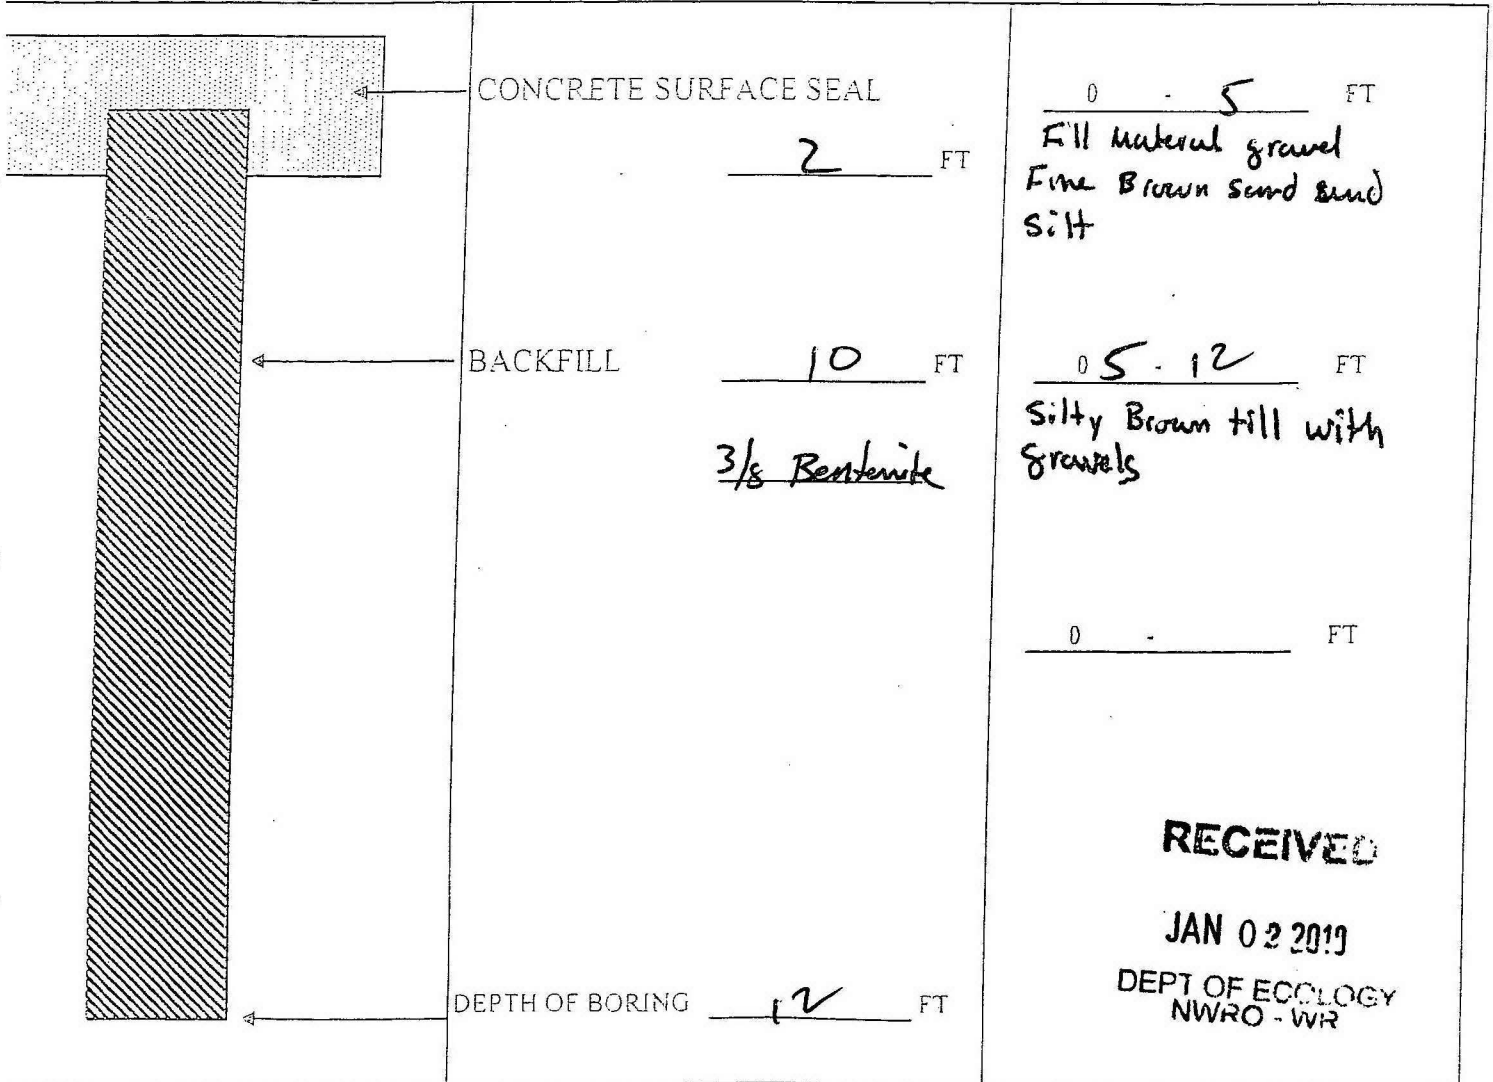 CONCRETE SURFACE SEAL
2 FT
BACKFILL 10 FT
3/8 Bentonite
DEPTH OF BORING 12 FT
0 - 5 FT
Fill Material gravel
Fine Brown Sand and
Silt
0 5 - 12 FT
Silty Brown till with
gravels
0 - FT
RECEIVED
JAN 02 2019
DEPT OF ECOLOGY
NWRO - WR